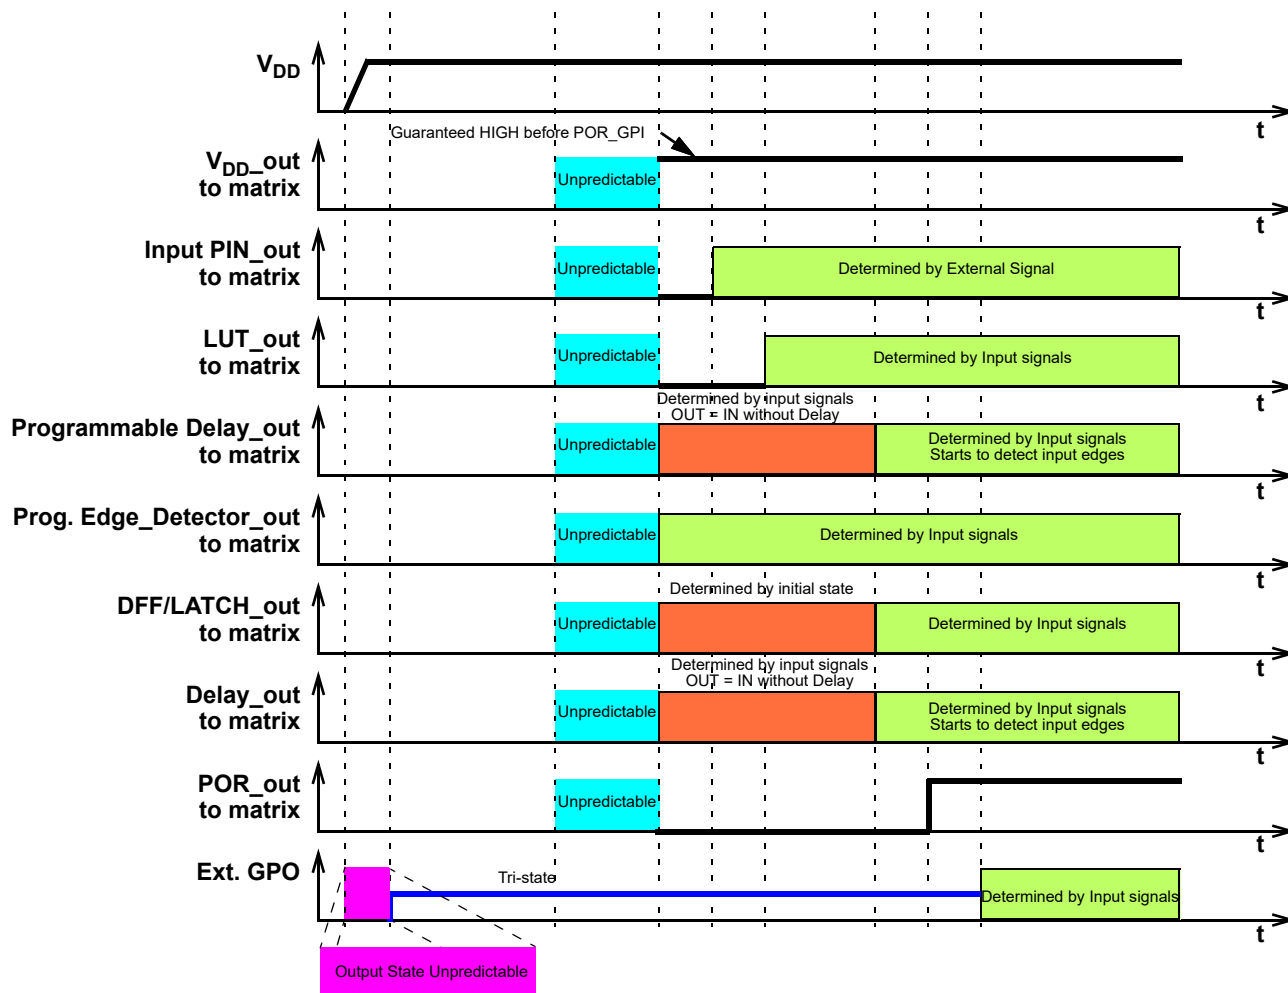 V_DD
t
Guaranteed HIGH before POR_GPI
V_DD_out
to matrix
Unpredictable
t
Input PIN_out
to matrix
Unpredictable
Determined by External Signal
t
LUT_out
to matrix
Unpredictable
Determined by Input signals
t
Determined by input signals
OUT = IN without Delay
Programmable Delay_out
to matrix
Unpredictable
Determined by Input signals
Starts to detect input edges
t
Prog. Edge_Detector_out
to matrix
Unpredictable
Determined by Input signals
t
Determined by initial state
DFF/LATCH_out
to matrix
Unpredictable
Determined by Input signals
t
Determined by input signals
OUT = IN without Delay
Delay_out
to matrix
Unpredictable
Determined by Input signals
Starts to detect input edges
t
POR_out
to matrix
Unpredictable
t
Ext. GPO
Tri-state
Determined by Input signals
t
Output State Unpredictable